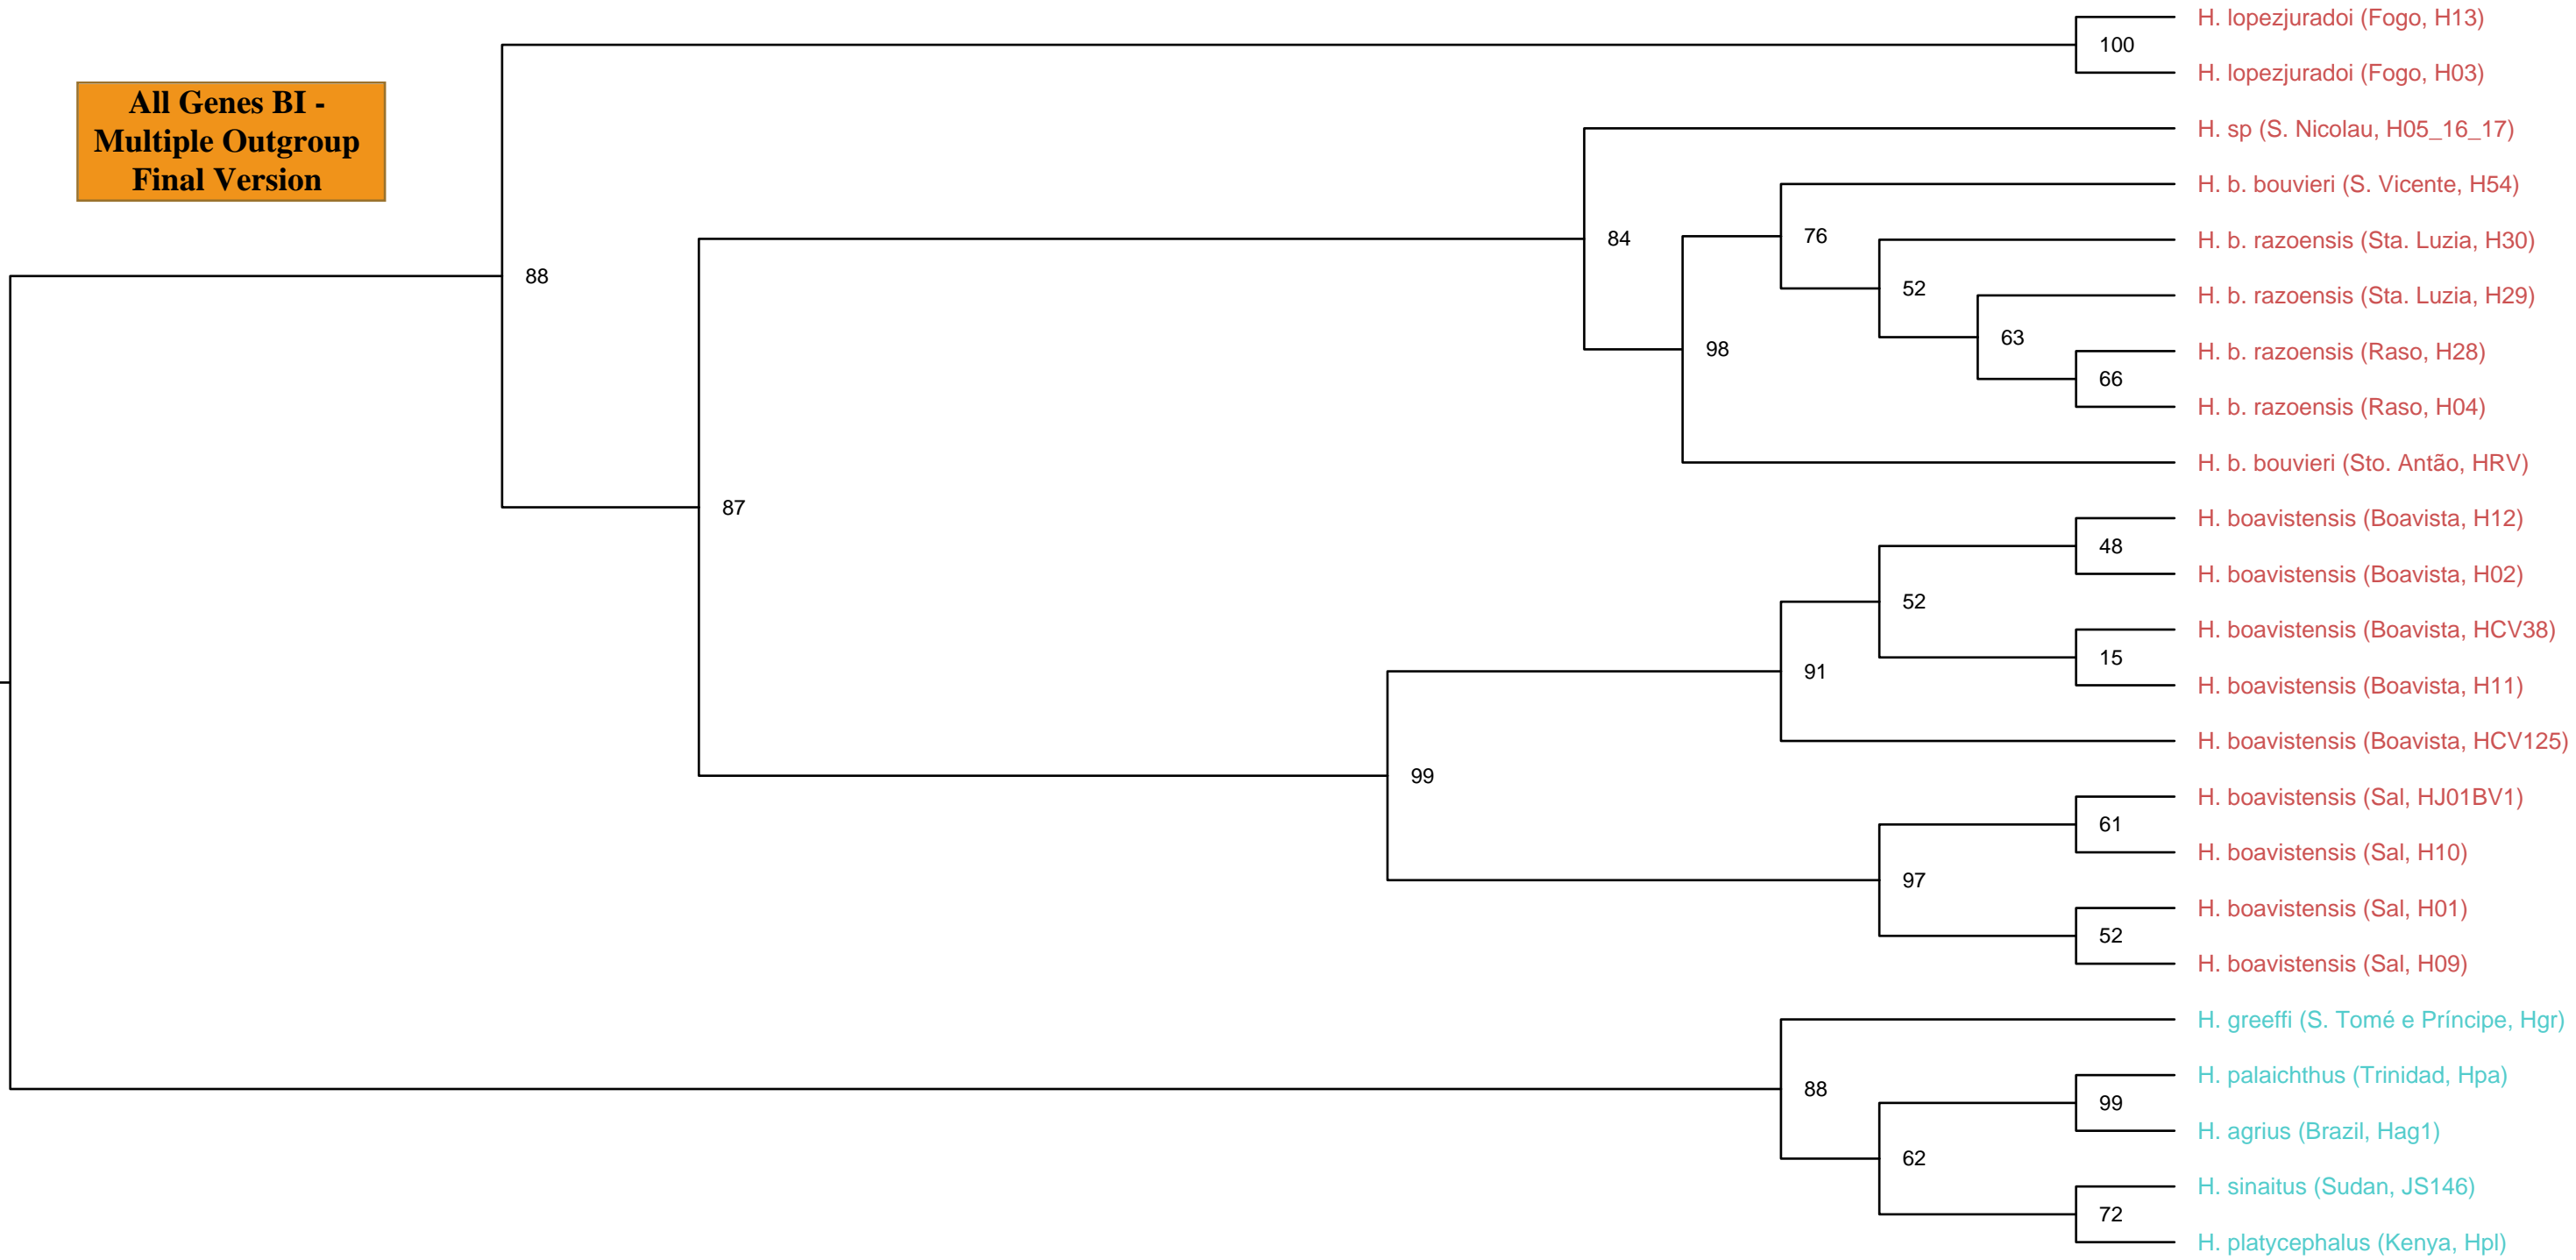 H. lopezjuradoi (Fogo, H13)
100
H. lopezjuradoi (Fogo, H03)
All Genes BI -
Multiple Outgroup
Final Version
H. sp (S. Nicolau, H05_16_17)
H. b. bouvieri (S. Vicente, H54)
84
76
H. b. razoensis (Sta. Luzia, H30)
88
52
H. b. razoensis (Sta. Luzia, H29)
63
98
H. b. razoensis (Raso, H28)
66
H. b. razoensis (Raso, H04)
H. b. bouvieri (Sto. Antão, HRV)
87
H. boavistensis (Boavista, H12)
48
H. boavistensis (Boavista, H02)
52
H. boavistensis (Boavista, HCV38)
15
91
H. boavistensis (Boavista, H11)
H. boavistensis (Boavista, HCV125)
99
H. boavistensis (Sal, HJ01BV1)
61
H. boavistensis (Sal, H10)
97
H. boavistensis (Sal, H01)
52
H. boavistensis (Sal, H09)
H. greeffi (S. Tomé e Príncipe, Hgr)
88
H. palaichthus (Trinidad, Hpa)
99
H. agrius (Brazil, Hag1)
62
H. sinaitus (Sudan, JS146)
72
H. platycephalus (Kenya, Hpl)